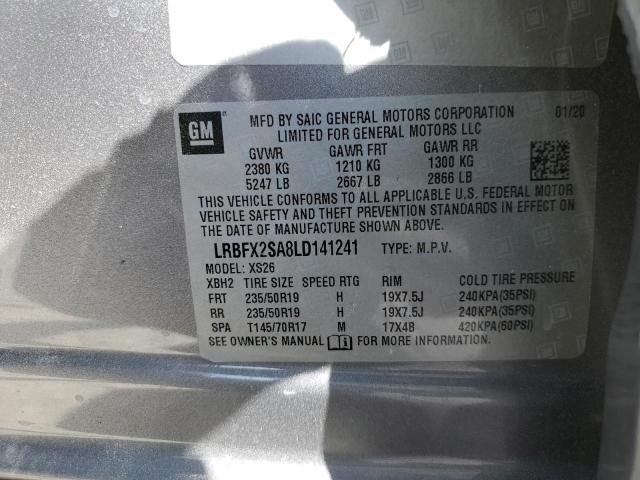 GM
MFD BY SAIC GENERAL MOTORS CORPORATION 01/20
LIMITED FOR GENERAL MOTORS LLC
GVWR GAWR FRT GAWR RR
2380 KG 1210 KG 1300 KG
5247 LB 2667 LB 2866 LB
THIS VEHICLE CONFORMS TO ALL APPLICABLE U.S. FEDERAL MOTOR
VEHICLE SAFETY AND THEFT PREVENTION STANDARDS IN EFFECT ON
THE DATE OF MANUFACTURE SHOWN ABOVE.
LRBFX2SA8LD141241 TYPE: M.P.V.
MODEL: XS26
XBH2 TIRE SIZE SPEED RTG RIM COLD TIRE PRESSURE
FRT 235/50R19 H 19X7.5J 240KPA(35PSI)
RR 235/50R19 H 19X7.5J 240KPA(35PSI)
SPA T145/70R17 M 17X4B 420KPA(60PSI)
SEE OWNER'S MANUAL FOR MORE INFORMATION.